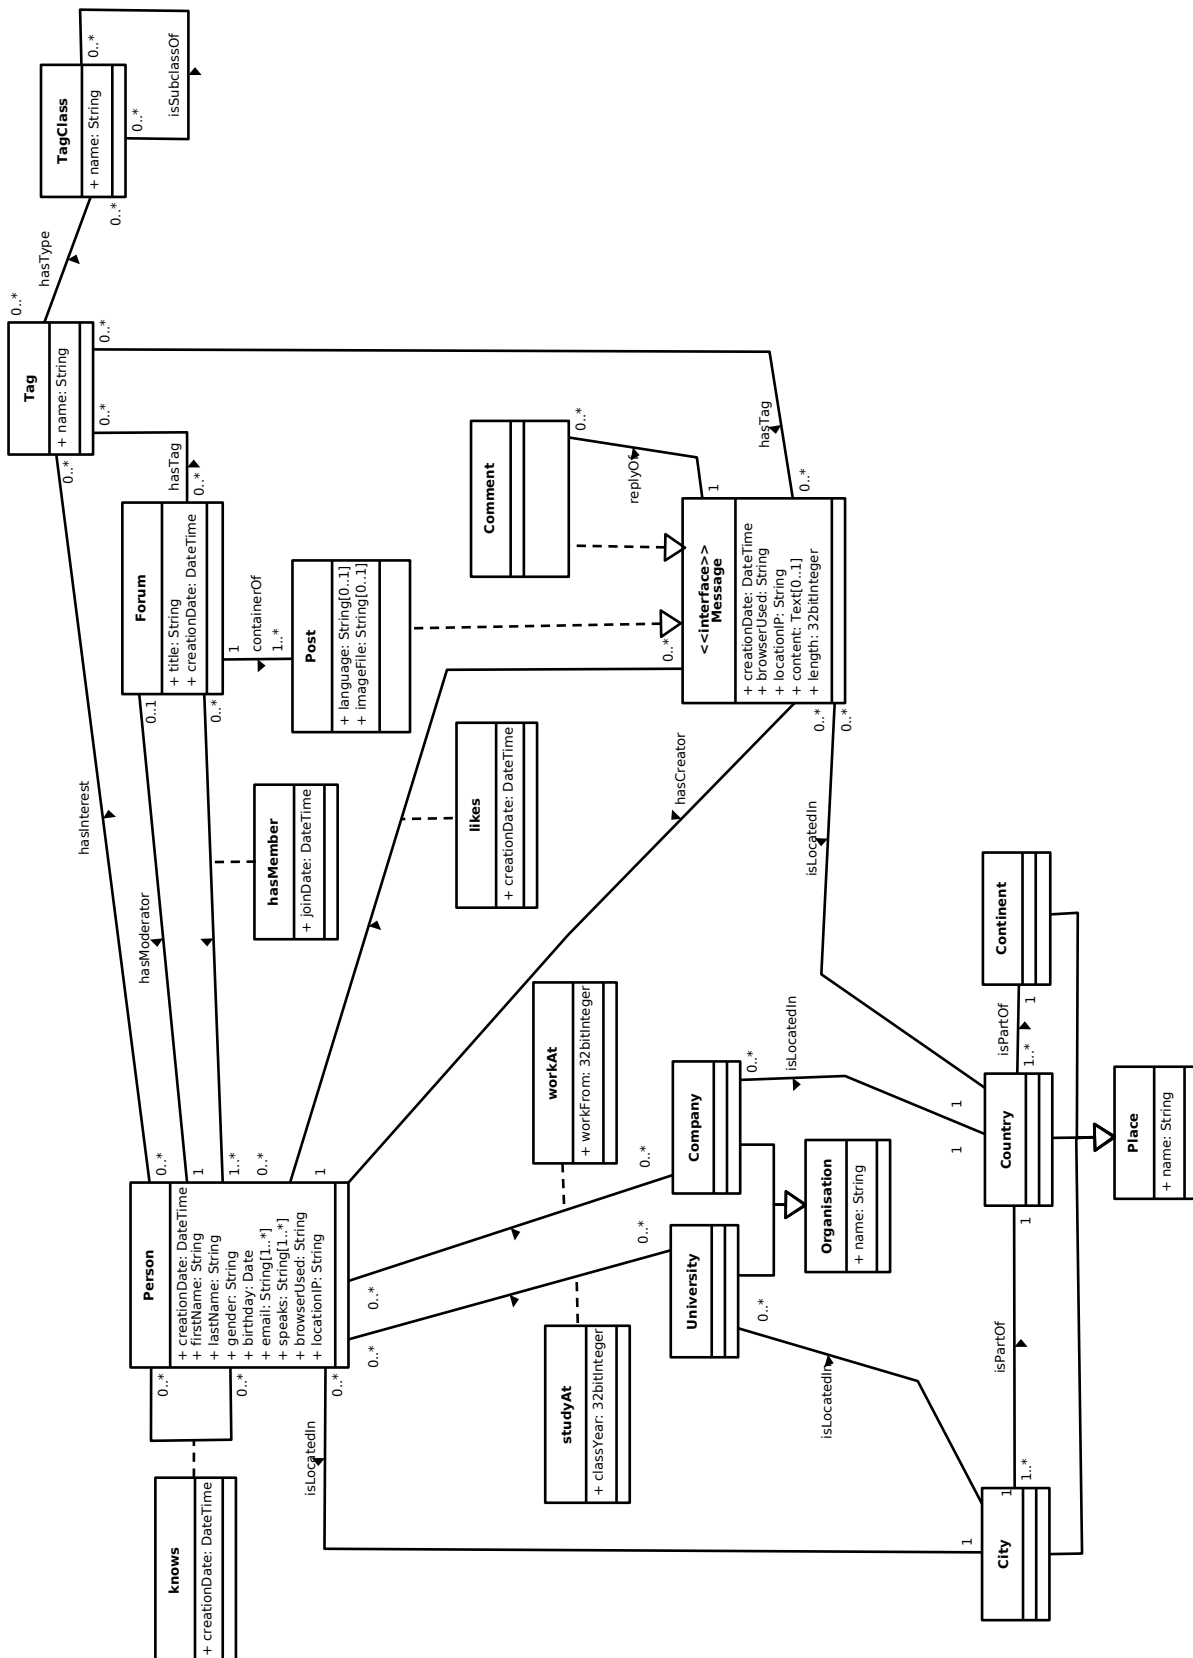 knows
+ creationDate: DateTime
0..*
0..*
Person
+ creationDate: DateTime
+ firstName: String
+ lastName: String
+ gender: String
+ birthday: Date
+ email: String[1..*]
+ speaks: String[1..*]
+ browserUsed: String
+ locationIP: String
0..*
1
1..*
0..*
1
0..*
0..*
0..*
isLocatedIn
1
hasInterest
hasModerator
0..1
0..*
hasMember
+ joinDate: DateTime
Forum
+ title: String
+ creationDate: DateTime
hasTag
0..*
0..*
0..*
Tag
+ name: String
0..*
0..*
hasType
0..*
TagClass
+ name: String
0..*
0..*
isSubclassOf
1
containerOf
1..*
Post
+ language: String[0..1]
+ imageFile: String[0..1]
likes
+ creationDate: DateTime
Comment
0..*
replyOf
1
hasTag
0..*
<<interface>>
Message
+ creationDate: DateTime
+ browserUsed: String
+ locationIP: String
+ content: Text[0..1]
+ length: 32bitInteger
0..*
0..*
0..*
hasCreator
isLocatedIn
workAt
+ workFrom: 32bitInteger
studyAt
+ classYear: 32bitInteger
0..*
0..*
Company
University
0..*
0..*
isLocatedIn
isLocatedIn
Organisation
+ name: String
1
1
1
City
1..*
isPartOf
1
Country
1..*
isPartOf
1
Continent
Place
+ name: String